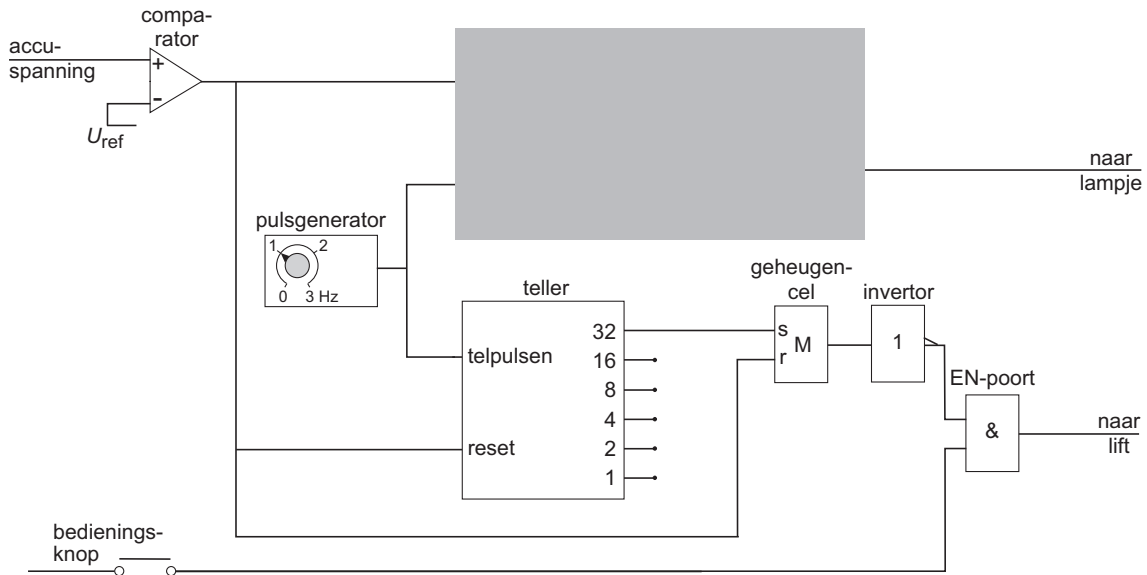 compa-
rator
accu-
spanning
+
-
Uref
naar
lampje
pulsgenerator
1
2
0
3 Hz
teller
telpulsen
reset
32
16
8
4
2
1
geheugen-
cel
s
r
M
invertor
1
EN-poort
&
naar
lift
bedienings-
knop